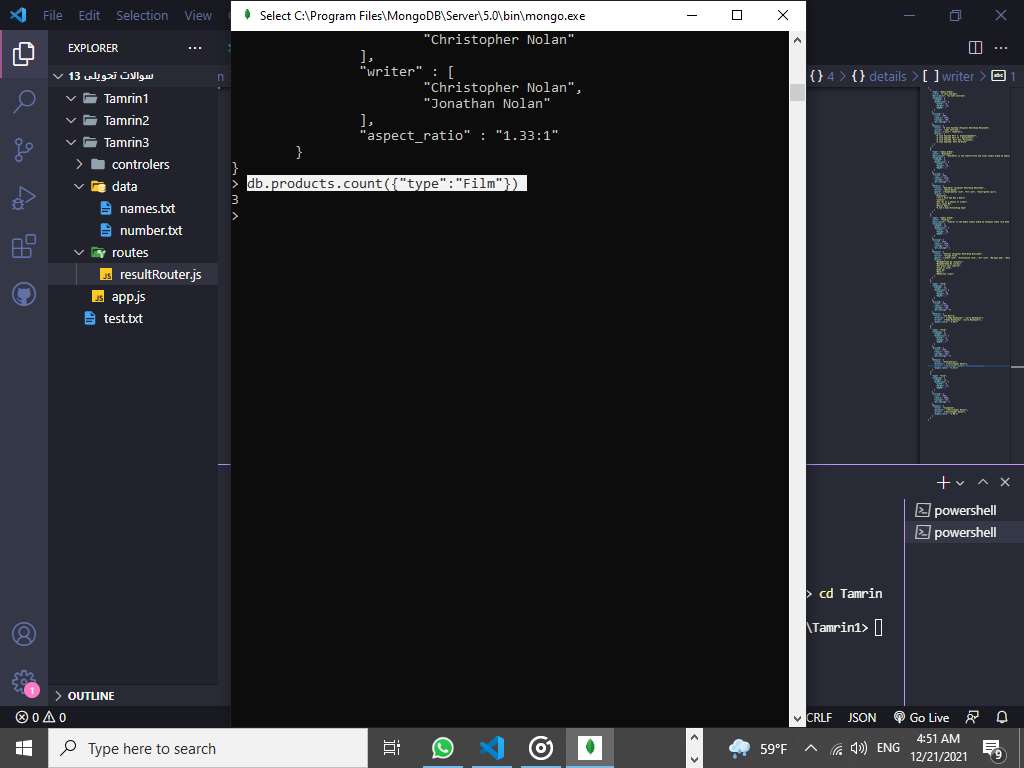 File Edit Selection View
Select C:\Program Files\MongoDB\Server\5.0\bin\mongo.exe
EXPLORER
سوالات تحویلی 13
Tamrin1
Tamrin2
Tamrin3
controlers
data
names.txt
number.txt
routes
resultRouter.js
app.js
test.txt
OUTLINE
"Christopher Nolan"
],
"writer" : [
"Christopher Nolan",
"Jonathan Nolan"
],
"aspect_ratio" : "1.33:1"
}
}
> db.products.count({"type":"Film"})
3
>
{} 4 > {} details > [ ] writer > abc 1
powershell
powershell
> cd Tamrin
\Tamrin1>
0 0
CRLF JSON Go Live
Type here to search
59°F
ENG
4:51 AM
12/21/2021
9
1